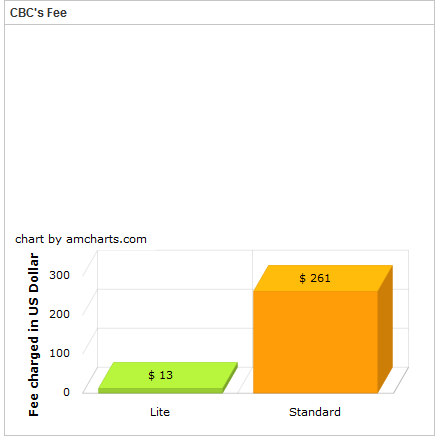 CBC's Fee
chart by amcharts.com
Fee charged in US Dollar
300
200
100
0
$ 261
$ 13
Lite
Standard